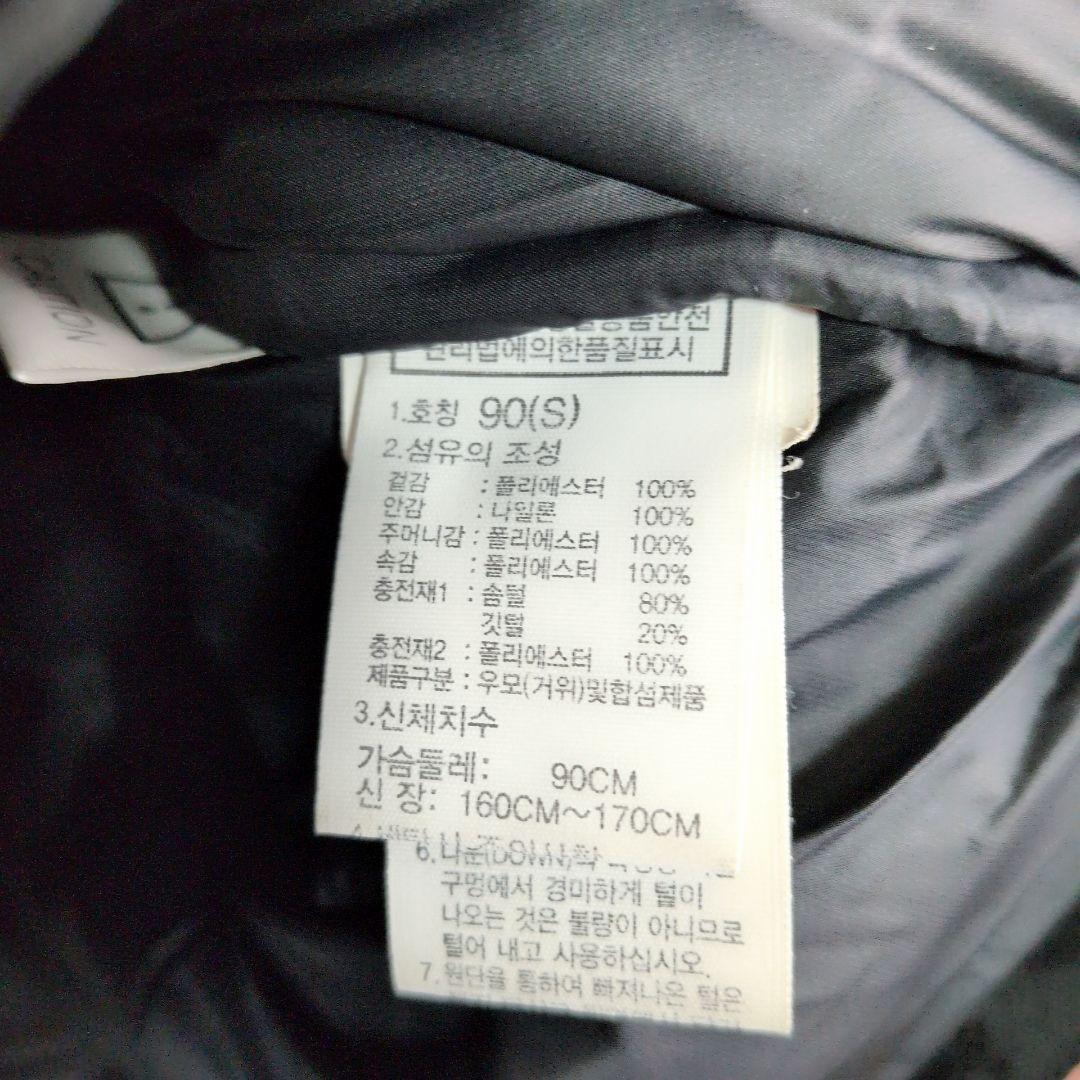 관리법에의한품질표시
1.호칭 90(S)
2.섬유의 조성
겉감 : 폴리에스터 100%
안감 : 나일론 100%
주머니감 : 폴리에스터 100%
속감 : 폴리에스터 100%
충전재1 : 솜털 80%
깃털 20%
충전재2 : 폴리에스터 100%
제품구분 : 우모(거위)및합섬제품
3.신체치수
가슴둘레: 90CM
신 장: 160CM~170CM
6.다운(DOWN)
구멍에서 경미하게 털이
나오는 것은 불량이 아니므로
털어 내고 사용하십시오.
7.원단을 통하여 빠져나온 털은